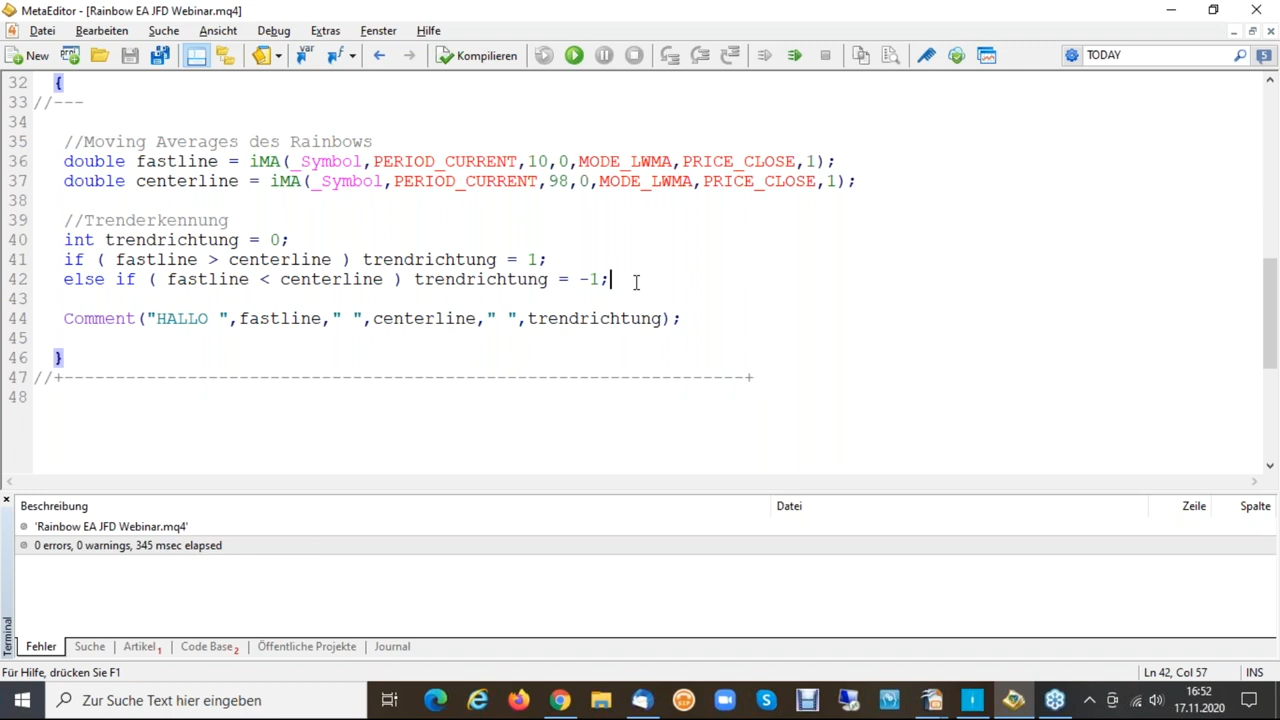 MetaEditor - [Rainbow EA JFD Webinar.mq4]
Datei Bearbeiten Suche Ansicht Debug Extras Fenster Hilfe
New var Kompilieren TODAY 5
32 {
33 //---
34
35 //Moving Averages des Rainbows
36 double fastline = iMA(_Symbol,PERIOD_CURRENT,10,0,MODE_LWMA,PRICE_CLOSE,1);
37 double centerline = iMA(_Symbol,PERIOD_CURRENT,98,0,MODE_LWMA,PRICE_CLOSE,1);
38
39 //Trenderkennung
40 int trendrichtung = 0;
41 if ( fastline > centerline ) trendrichtung = 1;
42 else if ( fastline < centerline ) trendrichtung = -1;
43
44 Comment("HALLO ",fastline," ",centerline," ",trendrichtung);
45
46 }
47 //+------------------------------------------------------------------+
48
Beschreibung Datei Zeile Spalte
'Rainbow EA JFD Webinar.mq4'
0 errors, 0 warnings, 345 msec elapsed
Terminal
Fehler Suche Artikel 1 Code Base 2 Öffentliche Projekte Journal
Für Hilfe, drücken Sie F1 Ln 42, Col 57 INS
Zur Suche Text hier eingeben
16:52
17.11.2020